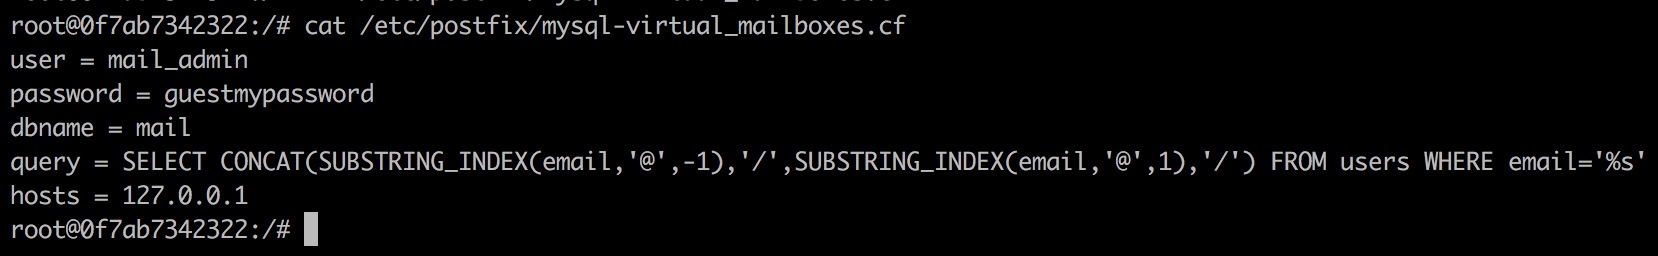 root@0f7ab7342322:/# cat /etc/postfix/mysql-virtual_mailboxes.cf
user = mail_admin
password = guestmypassword
dbname = mail
query = SELECT CONCAT(SUBSTRING_INDEX(email,'@',-1),'/',SUBSTRING_INDEX(email,'@',1),'/') FROM users WHERE email='%s'
hosts = 127.0.0.1
root@0f7ab7342322:/#